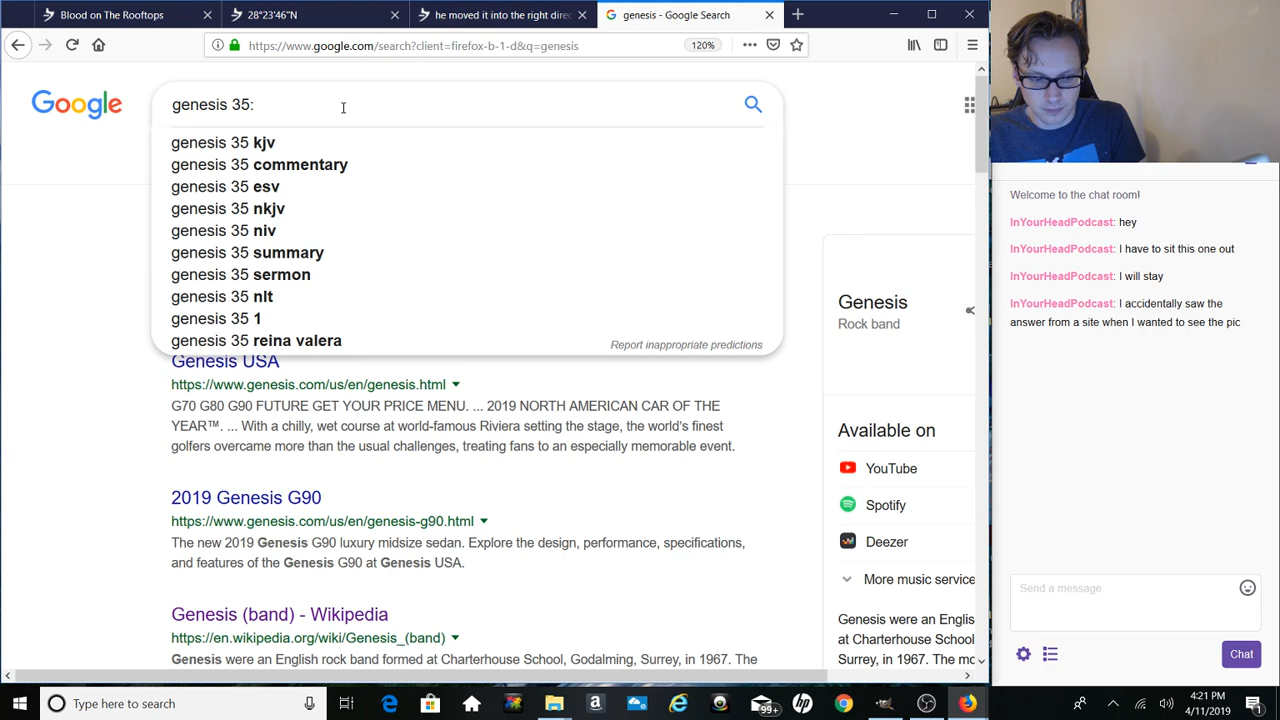 Blood on The Rooftops
28°23'46"N
he moved it into the right direc
genesis - Google Search
https://www.google.com/search?client=firefox-b-1-d&q=genesis
120%
Google
genesis 35:
genesis 35 kjv
genesis 35 commentary
genesis 35 esv
genesis 35 nkjv
genesis 35 niv
genesis 35 summary
genesis 35 sermon
genesis 35 nlt
genesis 35 1
genesis 35 reina valera
Report inappropriate predictions
Genesis USA
https://www.genesis.com/us/en/genesis.html
G70 G80 G90 FUTURE GET YOUR PRICE MENU. ... 2019 NORTH AMERICAN CAR OF THE
YEAR™. ... With a chilly, wet course at world-famous Riviera setting the stage, the world's finest
golfers overcame more than the usual challenges, treating fans to an especially memorable event.
2019 Genesis G90
https://www.genesis.com/us/en/genesis-g90.html
The new 2019 Genesis G90 luxury midsize sedan. Explore the design, performance, specifications,
and features of the Genesis G90 at Genesis USA.
Genesis (band) - Wikipedia
https://en.wikipedia.org/wiki/Genesis_(band)
Genesis were an English rock band formed at Charterhouse School, Godalming, Surrey, in 1967. The
Genesis
Rock band
Available on
YouTube
Spotify
Deezer
More music service
Genesis were an Englis
at Charterhouse School
Surrey, in 1967. The mo
Welcome to the chat room!
InYourHeadPodcast: hey
InYourHeadPodcast: I have to sit this one out
InYourHeadPodcast: I will stay
InYourHeadPodcast: I accidentally saw the
answer from a site when I wanted to see the pic
Send a message
Chat
Type here to search
99+
4:21 PM
4/11/2019
1